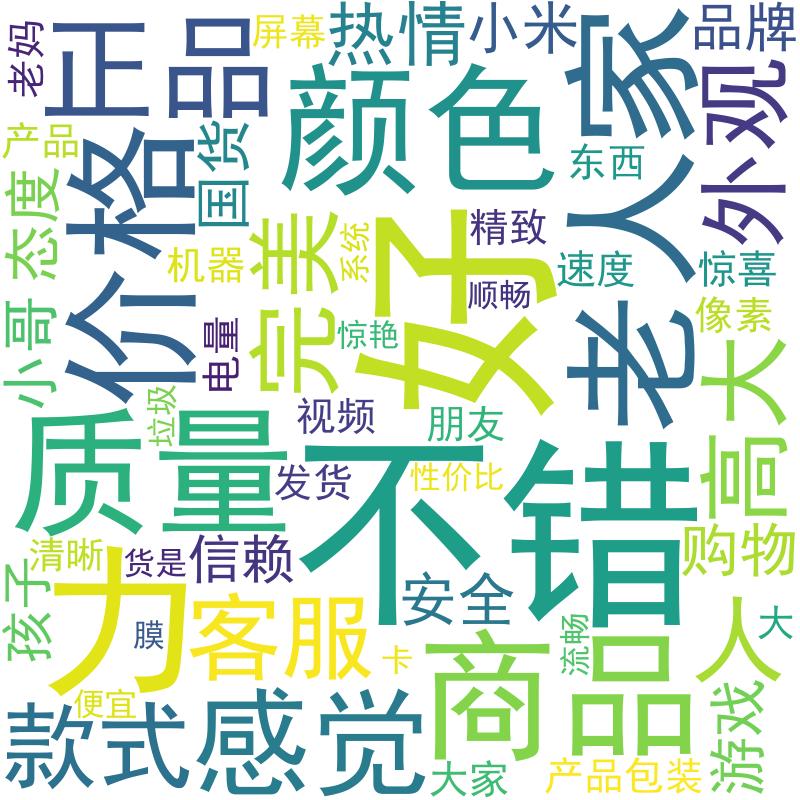 老妈
正品
屏幕
热情
小米
品牌
老人家
外观
颜色
产品
价格
国货
东西
态度
完美
系统
好
精致
机器
速度
惊喜
顺畅
像素
小哥
电量
惊艳
高大
垃圾
视频
朋友
质量
不错
发货
性价比
清晰
货是
信赖
购物
孩子
力
安全
客服
膜
人
大
流畅
商品
卡
便宜
款式
感觉
游戏
大家
产品包装